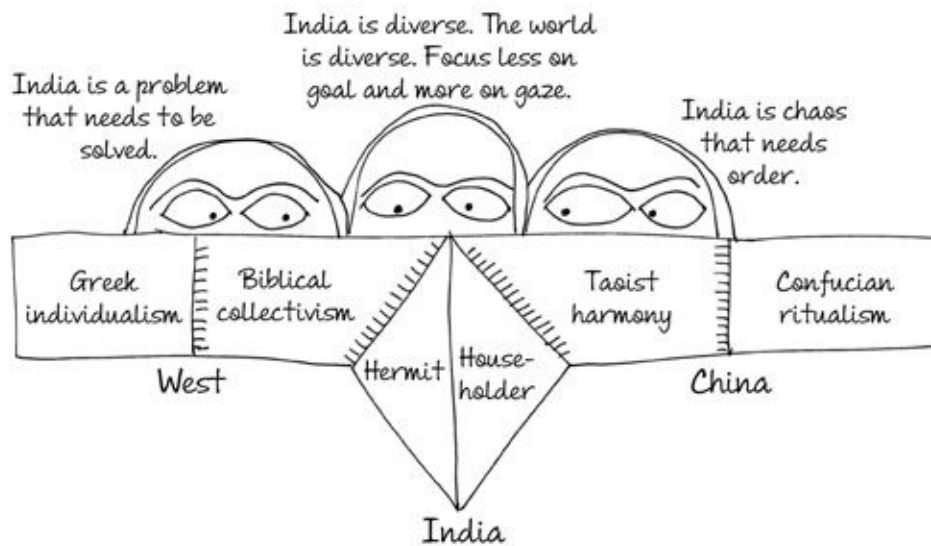 India is a problem
that needs to be
solved.
India is diverse. The world
is diverse. Focus less on
goal and more on gaze.
India is chaos
that needs
order.
Greek
individualism
Biblical
collectivism
Hermit
House-
holder
Taoist
harmony
Confucian
ritualism
West
India
China